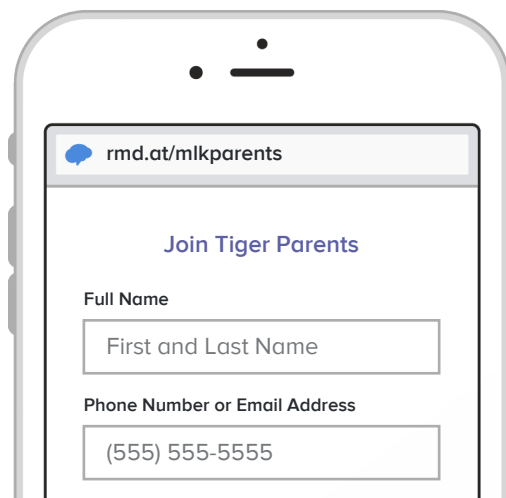 rmd.at/mlkparents
Join Tiger Parents
Full Name
First and Last Name
Phone Number or Email Address
(555) 555-5555